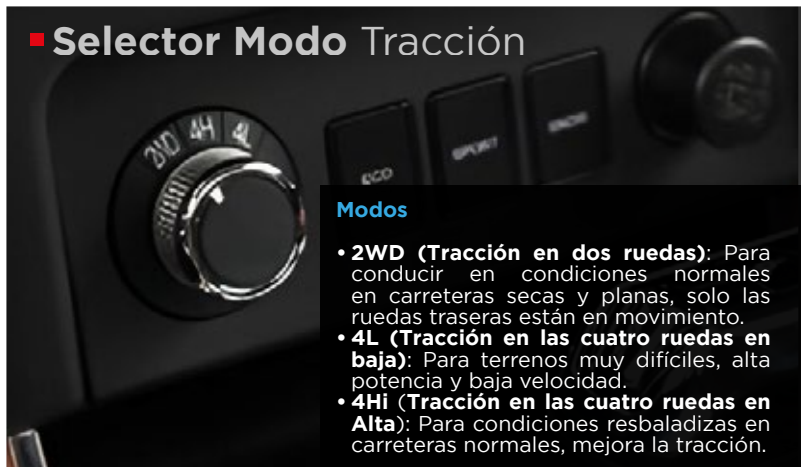 Selector Modo Tracción
2WD 4H 4L
ECO
SPORT
SNOW
Modos
• 2WD (Tracción en dos ruedas): Para
conducir en condiciones normales
en carreteras secas y planas, solo las
ruedas traseras están en movimiento.
• 4L (Tracción en las cuatro ruedas en
baja): Para terrenos muy difíciles, alta
potencia y baja velocidad.
• 4Hi (Tracción en las cuatro ruedas en
Alta): Para condiciones resbaladizas en
carreteras normales, mejora la tracción.